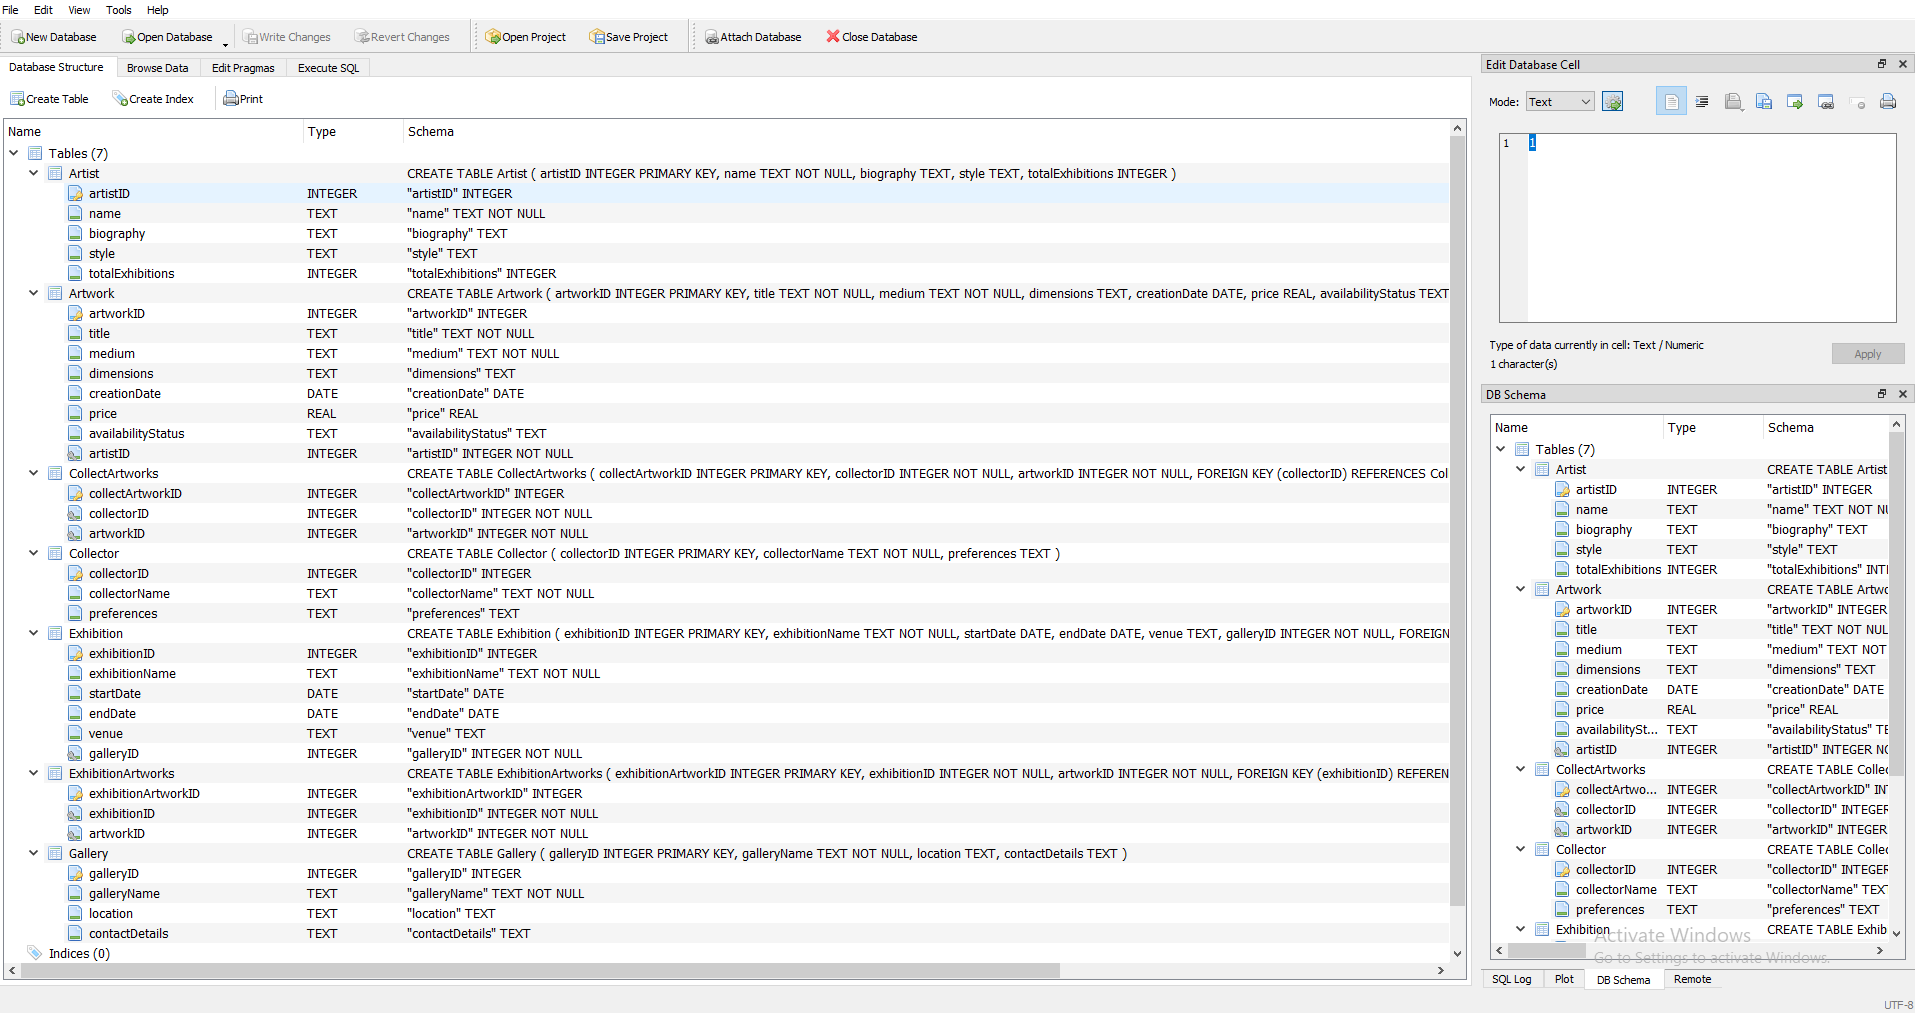 File Edit View Tools Help
New Database Open Database Write Changes Revert Changes Open Project Save Project Attach Database Close Database
Database Structure Browse Data Edit Pragmas Execute SQL
Create Table Create Index Print
Name Type Schema
Tables (7)
Artist CREATE TABLE Artist ( artistID INTEGER PRIMARY KEY, name TEXT NOT NULL, biography TEXT, style TEXT, totalExhibitions INTEGER )
artistID INTEGER "artistID" INTEGER
name TEXT "name" TEXT NOT NULL
biography TEXT "biography" TEXT
style TEXT "style" TEXT
totalExhibitions INTEGER "totalExhibitions" INTEGER
Artwork CREATE TABLE Artwork ( artworkID INTEGER PRIMARY KEY, title TEXT NOT NULL, medium TEXT NOT NULL, dimensions TEXT, creationDate DATE, price REAL, availabilityStatus TEXT
artworkID INTEGER "artworkID" INTEGER
title TEXT "title" TEXT NOT NULL
medium TEXT "medium" TEXT NOT NULL
dimensions TEXT "dimensions" TEXT
creationDate DATE "creationDate" DATE
price REAL "price" REAL
availabilityStatus TEXT "availabilityStatus" TEXT
artistID INTEGER "artistID" INTEGER NOT NULL
CollectArtworks CREATE TABLE CollectArtworks ( collectArtworkID INTEGER PRIMARY KEY, collectorID INTEGER NOT NULL, artworkID INTEGER NOT NULL, FOREIGN KEY (collectorID) REFERENCES Col
collectArtworkID INTEGER "collectArtworkID" INTEGER
collectorID INTEGER "collectorID" INTEGER NOT NULL
artworkID INTEGER "artworkID" INTEGER NOT NULL
Collector CREATE TABLE Collector ( collectorID INTEGER PRIMARY KEY, collectorName TEXT NOT NULL, preferences TEXT )
collectorID INTEGER "collectorID" INTEGER
collectorName TEXT "collectorName" TEXT NOT NULL
preferences TEXT "preferences" TEXT
Exhibition CREATE TABLE Exhibition ( exhibitionID INTEGER PRIMARY KEY, exhibitionName TEXT NOT NULL, startDate DATE, endDate DATE, venue TEXT, galleryID INTEGER NOT NULL, FOREIGN
exhibitionID INTEGER "exhibitionID" INTEGER
exhibitionName TEXT "exhibitionName" TEXT NOT NULL
startDate DATE "startDate" DATE
endDate DATE "endDate" DATE
venue TEXT "venue" TEXT
galleryID INTEGER "galleryID" INTEGER NOT NULL
ExhibitionArtworks CREATE TABLE ExhibitionArtworks ( exhibitionArtworkID INTEGER PRIMARY KEY, exhibitionID INTEGER NOT NULL, artworkID INTEGER NOT NULL, FOREIGN KEY (exhibitionID) REFEREN
exhibitionArtworkID INTEGER "exhibitionArtworkID" INTEGER
exhibitionID INTEGER "exhibitionID" INTEGER NOT NULL
artworkID INTEGER "artworkID" INTEGER NOT NULL
Gallery CREATE TABLE Gallery ( galleryID INTEGER PRIMARY KEY, galleryName TEXT NOT NULL, location TEXT, contactDetails TEXT )
galleryID INTEGER "galleryID" INTEGER
galleryName TEXT "galleryName" TEXT NOT NULL
location TEXT "location" TEXT
contactDetails TEXT "contactDetails" TEXT
Indices (0)
Edit Database Cell
Mode: Text
1 1
Type of data currently in cell: Text / Numeric
1 character(s)
Apply
DB Schema
Name Type Schema
Tables (7)
Artist CREATE TABLE Artist
artistID INTEGER "artistID" INTEGER
name TEXT "name" TEXT NOT NU
biography TEXT "biography" TEXT
style TEXT "style" TEXT
totalExhibitions INTEGER "totalExhibitions" INTE
Artwork CREATE TABLE Artwo
artworkID INTEGER "artworkID" INTEGER
title TEXT "title" TEXT NOT NUL
medium TEXT "medium" TEXT NOT
dimensions TEXT "dimensions" TEXT
creationDate DATE "creationDate" DATE
price REAL "price" REAL
availabilitySt... TEXT "availabilityStatus" TE
artistID INTEGER "artistID" INTEGER NO
CollectArtworks CREATE TABLE Collec
collectArtwo... INTEGER "collectArtworkID" INT
collectorID INTEGER "collectorID" INTEGER
artworkID INTEGER "artworkID" INTEGER
Collector CREATE TABLE Collec
collectorID INTEGER "collectorID" INTEGER
collectorName TEXT "collectorName" TEXT
preferences TEXT "preferences" TEXT
Exhibition CREATE TABLE Exhib
Activate Windows
Go to Settings to activate Windows.
SQL Log Plot DB Schema Remote
UTF-8